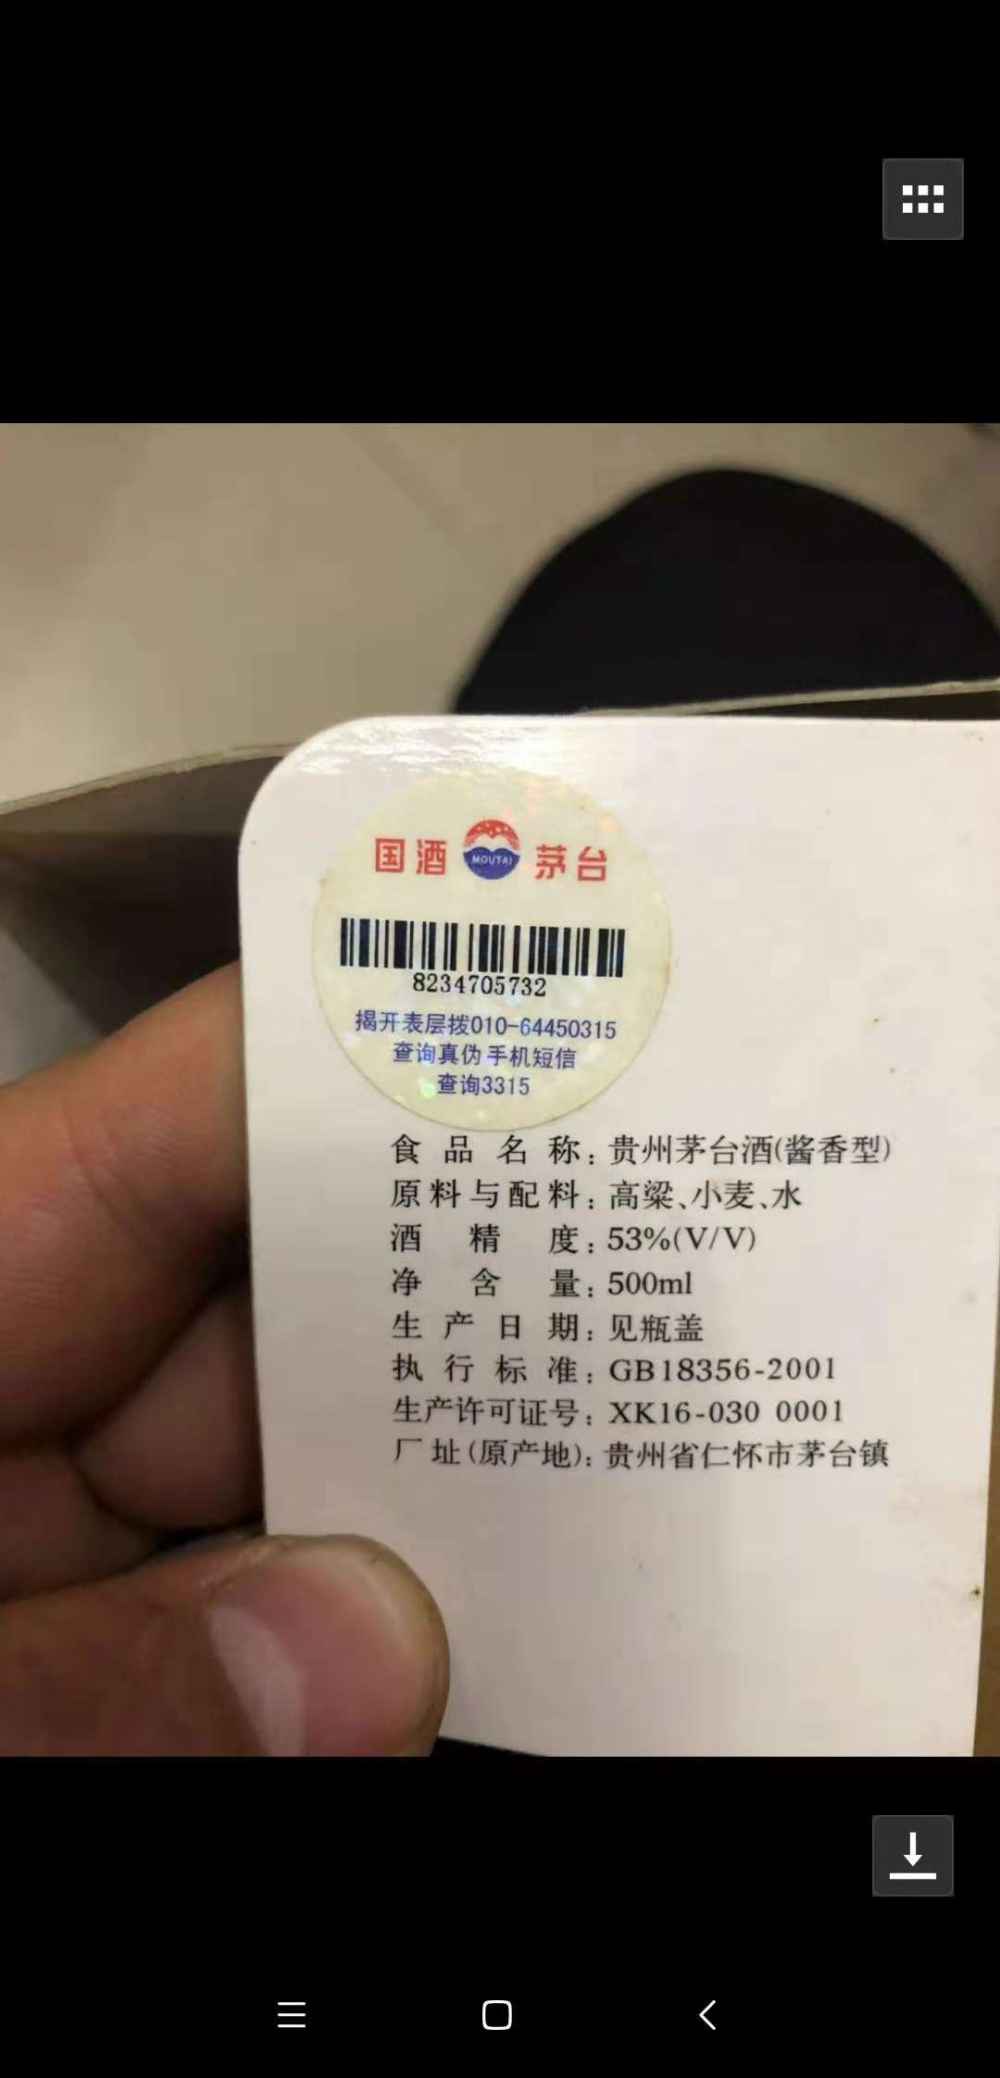 国酒 MOUTAI 茅台
8234705732
揭开表层拨010-64450315
查询真伪 手机短信
查询3315
食品名称：贵州茅台酒(酱香型)
原料与配料：高粱、小麦、水
酒精度：53%(V/V)
净含量：500ml
生产日期：见瓶盖
执行标准：GB18356-2001
生产许可证号：XK16-030 0001
厂址(原产地)：贵州省仁怀市茅台镇